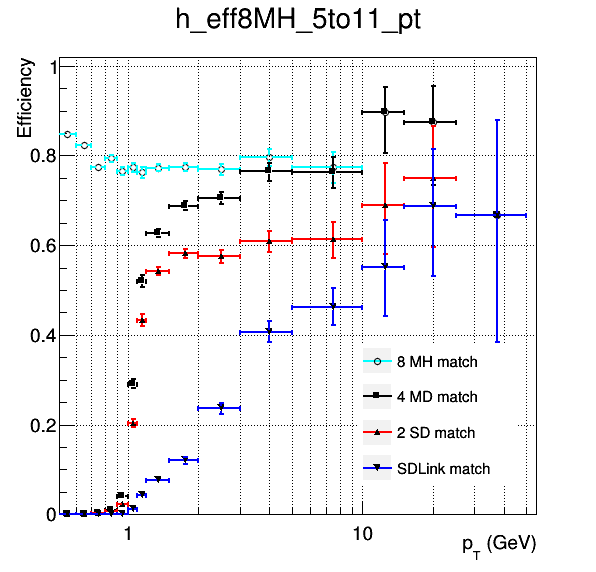 h_eff8MH_5to11_pt
Efficiency
1
0.8
0.6
0.4
0.2
0
8 MH match
4 MD match
2 SD match
SDLink match
1
10
p_T (GeV)